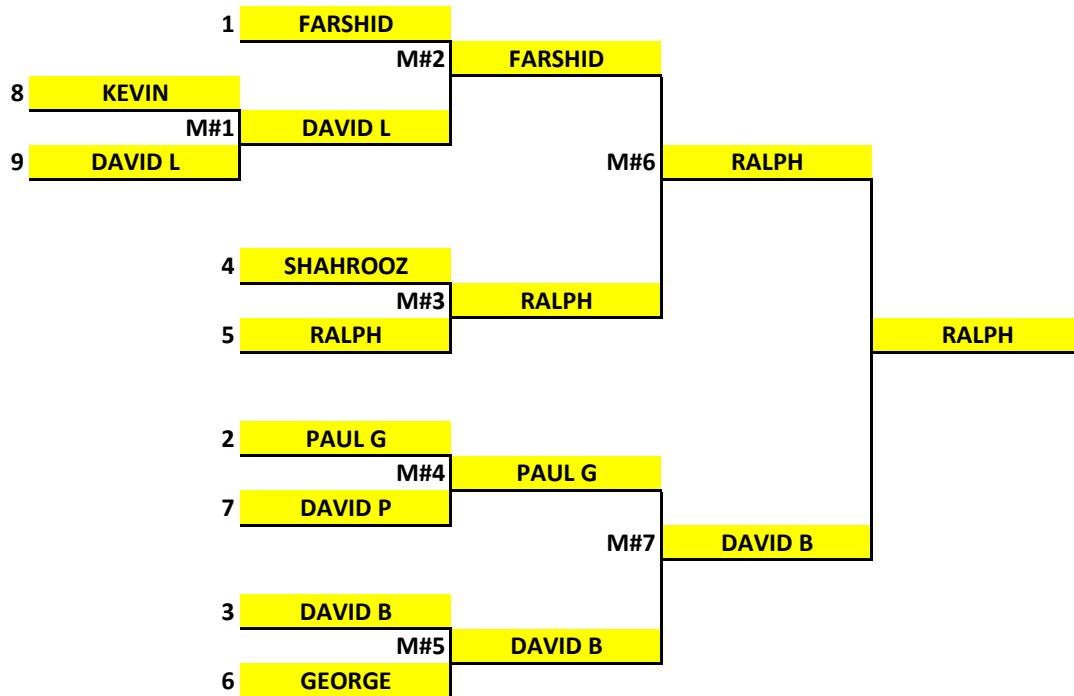 1 FARSHID
M#2 FARSHID
8 KEVIN
M#1 DAVID L
9 DAVID L
M#6 RALPH
4 SHAHROOZ
M#3 RALPH
5 RALPH
RALPH
2 PAUL G
M#4 PAUL G
7 DAVID P
M#7 DAVID B
3 DAVID B
M#5 DAVID B
6 GEORGE